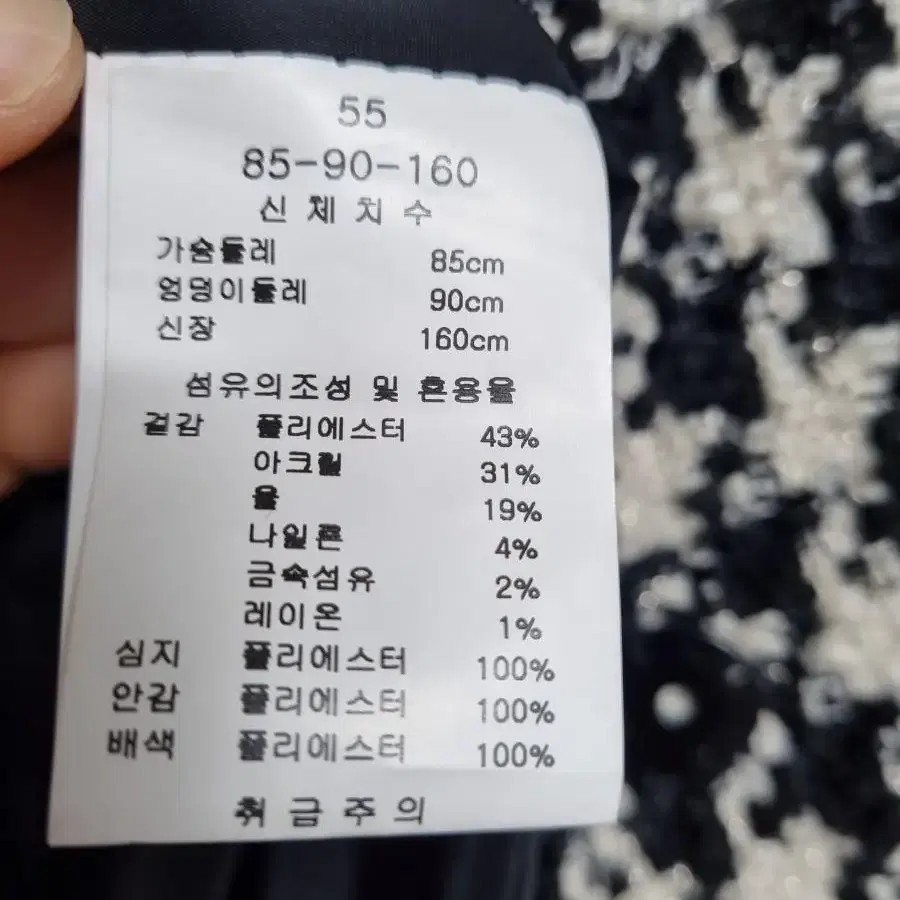 55
85-90-160
신체치수
가슴둘레 85cm
엉덩이둘레 90cm
신장 160cm
섬유의조성 및 혼용율
겉감 폴리에스터 43%
아크릴 31%
울 19%
나일론 4%
금속섬유 2%
레이온 1%
심지 폴리에스터 100%
안감 폴리에스터 100%
배색 폴리에스터 100%
취급주의